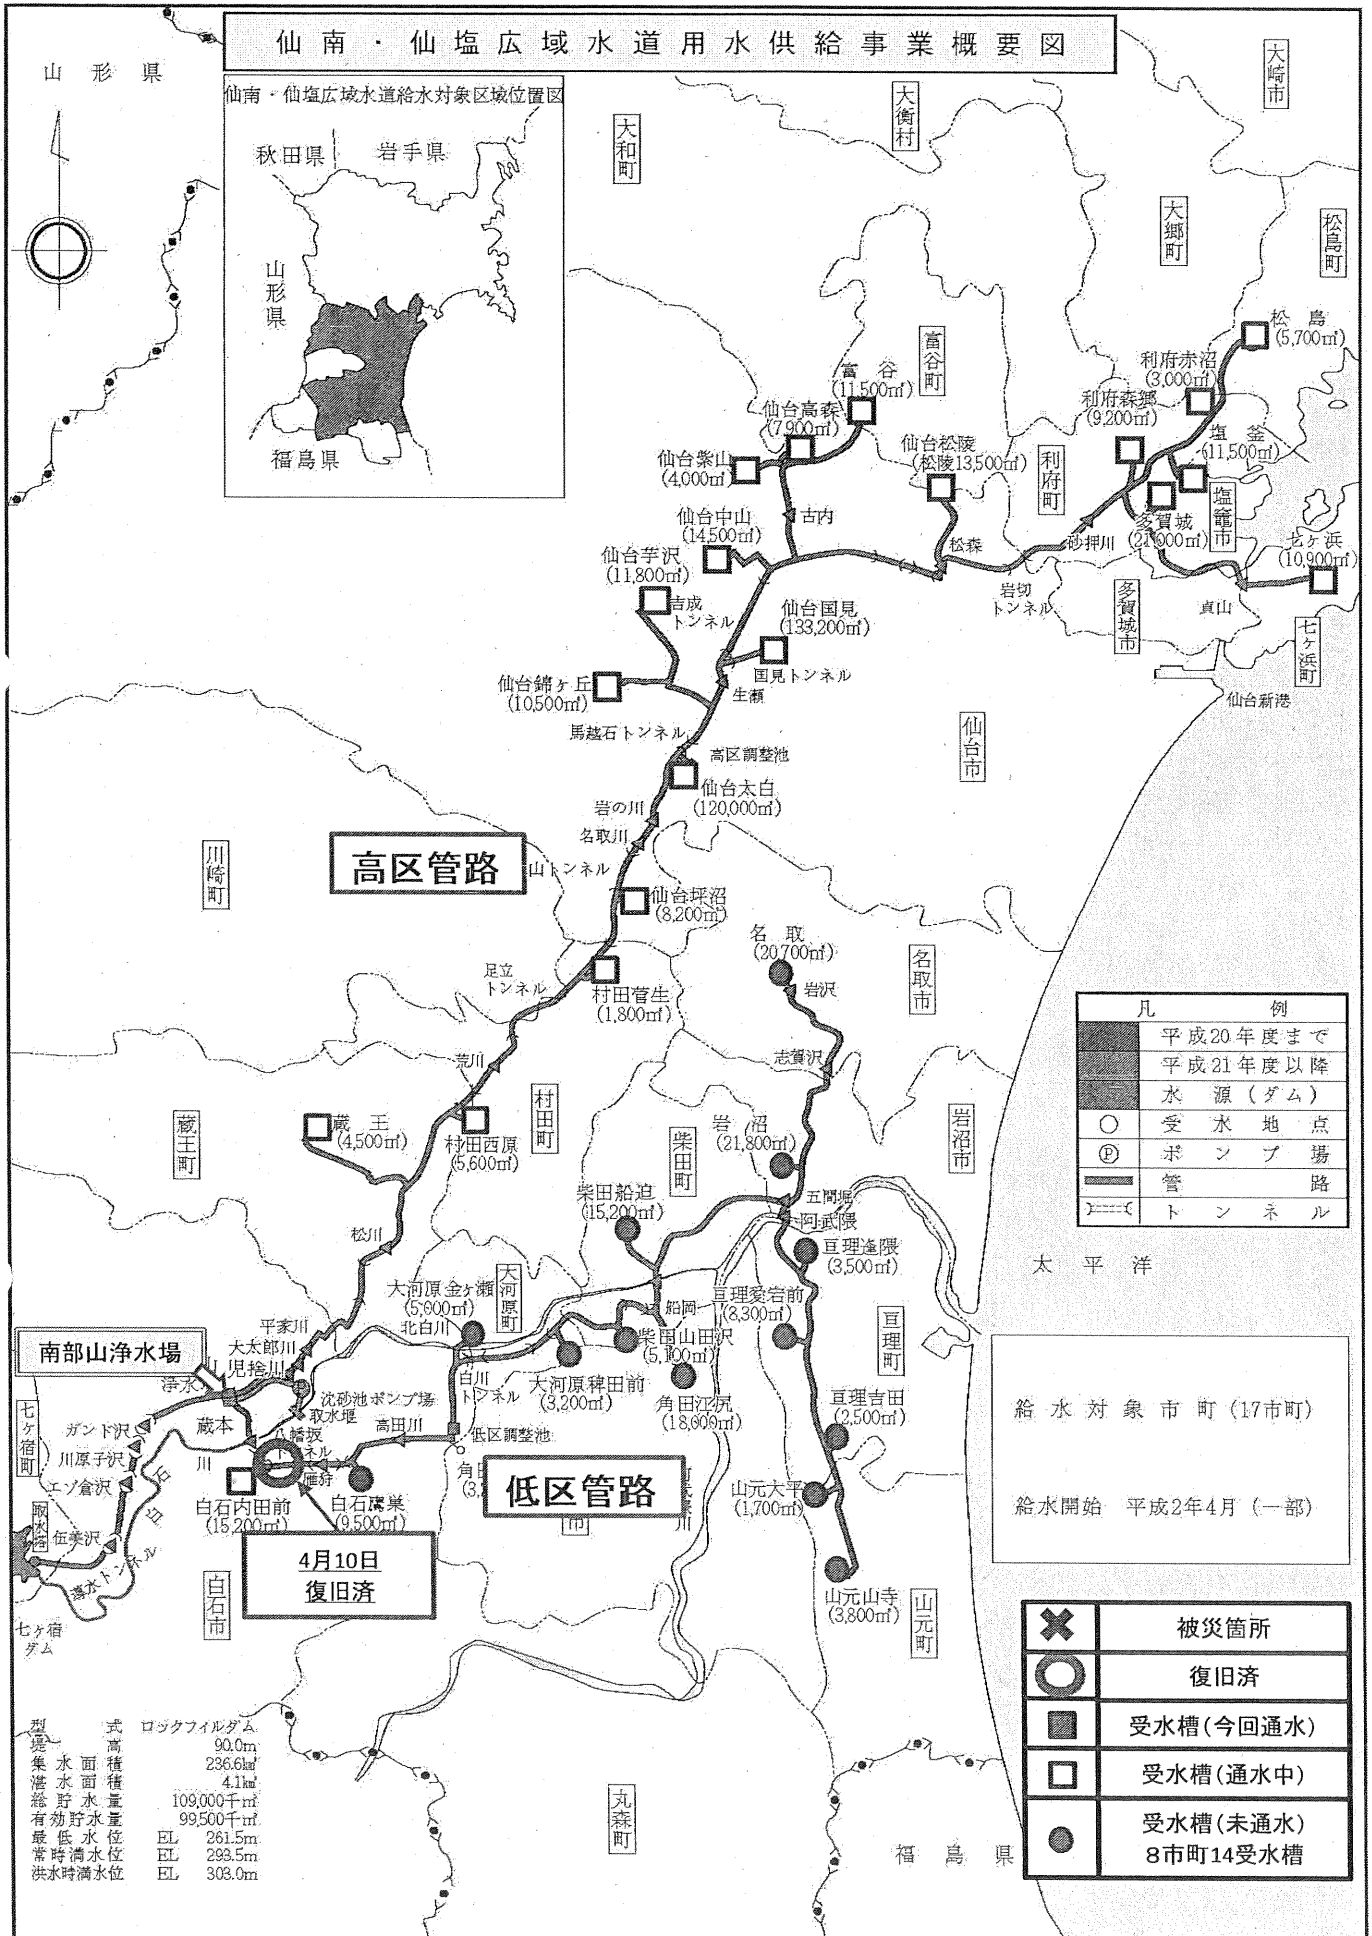 仙南・仙塩広域水道用水供給事業概要図
山形県
仙南・仙塩広域水道給水対象区域位置図
秋田県
岩手県
山形県
福島県
大和町
大衡村
大崎市
大郷町
松島町
富谷町
松島
(5,700㎥)
利府赤沼
(3,000㎥)
利府森郷
(9,200㎥)
塩釜
(11,500㎥)
富谷
(11,500㎥)
仙台高森
(7,900㎥)
仙台紫山
(4,000㎥)
仙台松陵
(松陵13,500㎥)
利府町
塩竈市
多賀城
(21,000㎥)
七ヶ浜
(10,900㎥)
仙台中山
(14,500㎥)
古内
松森
砂押川
岩切
トンネル
多賀城市
貞山
七ヶ浜町
仙台新港
仙台芋沢
(11,800㎥)
吉成
トンネル
仙台国見
(133,200㎥)
国見トンネル
生瀬
仙台錦ヶ丘
(10,500㎥)
馬越石トンネル
高区調整池
仙台太白
(120,000㎥)
仙台市
岩の川
名取川
山トンネル
高区管路
川崎町
仙台坪沼
(8,200㎥)
足立
トンネル
村田菅生
(1,800㎥)
名取
(20,700㎥)
岩沢
名取市
志賀沢
荒川
村田町
蔵王町
蔵王
(4,500㎥)
村田西原
(5,600㎥)
柴田町
岩沼
(21,800㎥)
岩沼市
五間堀
阿武隈
柴田船迫
(15,200㎥)
松川
亘理逢隈
(3,500㎥)
大河原町
大河原金ヶ瀬
(5,000㎥)
北白川
船岡
亘理愛宕前
(8,300㎥)
亘理町
柴田山田沢
(5,100㎥)
大河原稗田前
(3,200㎥)
角田江尻
(18,000㎥)
白川
トンネル
平家川
犬太郎川
児捨川
南部山浄水場
沈砂池ポンプ場
取水堰
高田川
低区調整池
亘理吉田
(2,500㎥)
蔵本
八幡坂
トンネル
雁狩
七ヶ宿町
ガンド沢
川原子沢
エゾ倉沢
取水塔
伍美沢
導水トンネル
七ヶ宿
ダム
白石川
白石内田前
(15,200㎥)
白石鷹巣
(9,500㎥)
低区管路
山元大平
(1,700㎥)
4月10日
復旧済
白石市
山元山寺
(3,800㎥)
山元町
凡例
平成20年度まで
平成21年度以降
水源(ダム)
受水地点
Ⓟ ポンプ場
管路
トンネル
太平洋
給水対象市町(17市町)
給水開始 平成2年4月(一部)
被災箇所
復旧済
受水槽(今回通水)
受水槽(通水中)
受水槽(未通水)
8市町14受水槽
型式 ロックフィルダム
堤高 90.0m
集水面積 236.6k㎡
湛水面積 4.1k㎡
総貯水量 109,000千㎥
有効貯水量 99,500千㎥
最低水位 EL 261.5m
常時満水位 EL 293.5m
洪水時満水位 EL 303.0m
丸森町
福島県